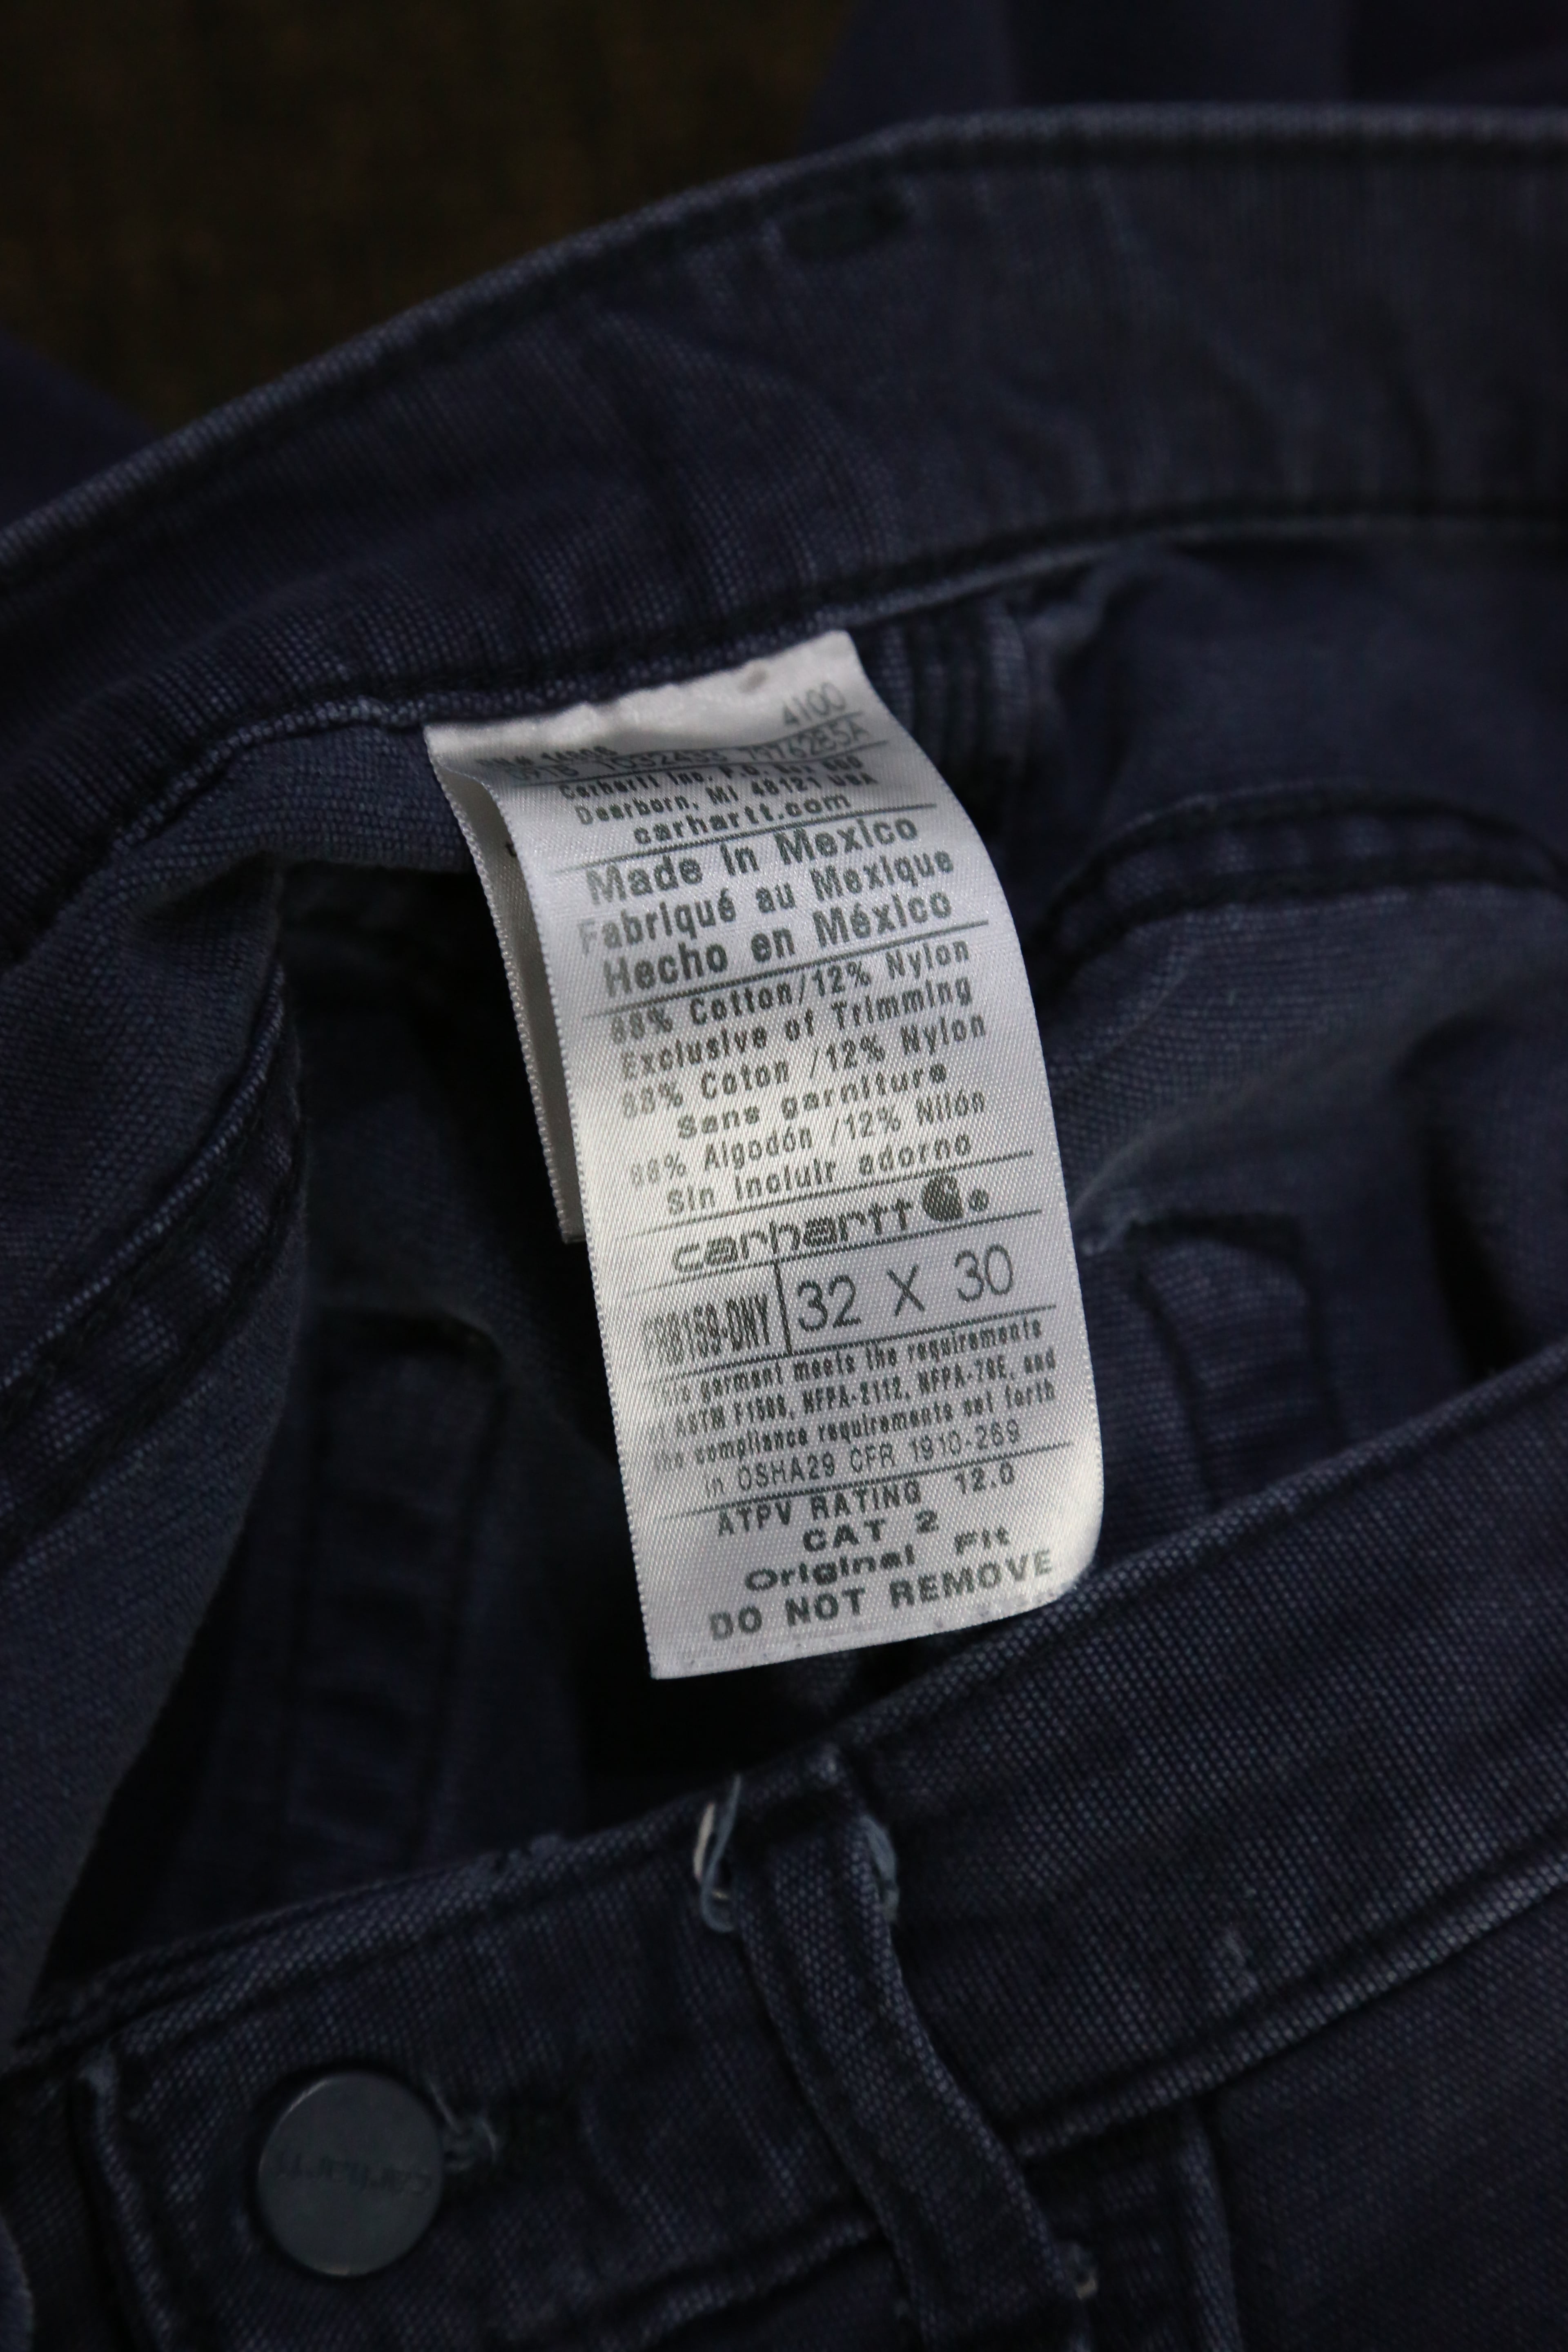 4100
Carhartt Inc. P.O.
Dearborn, MI 48121 USA
carhartt.com
Made in Mexico
Fabriqué au Mexique
Hecho en México
88% Cotton/12% Nylon
Exclusive of Trimming
88% Coton /12% Nylon
Sans garniture
88% Algodón /12% Nilón
Sin incluir adorno
carhartt
32 X 30
This garment meets the requirements
ASTM F1506, NFPA-2112, NFPA-70E, and
the compliance requirements set forth
in OSHA29 CFR 1910-269
ATPV RATING 12.0
CAT 2
Original Fit
DO NOT REMOVE
carhartt